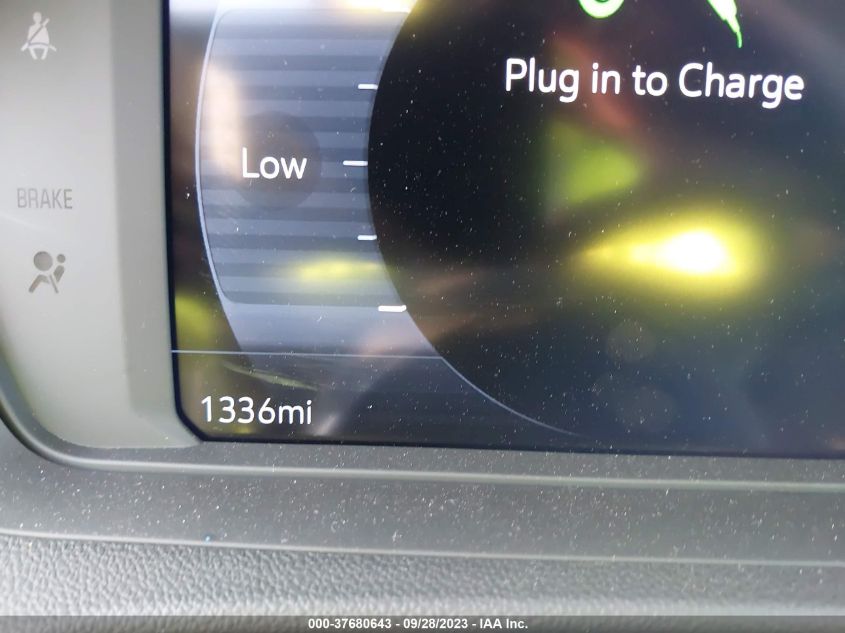 Plug in to Charge
Low
BRAKE
1336mi
000-37680643 - 09/28/2023 - IAA Inc.